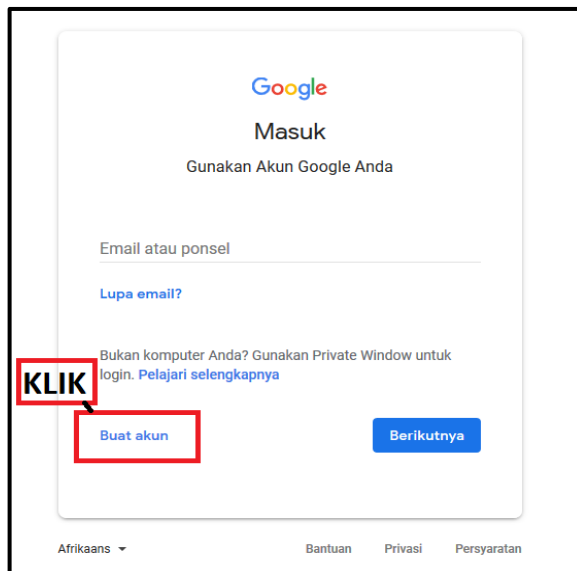 Google
Masuk
Gunakan Akun Google Anda
Email atau ponsel
Lupa email?
Bukan komputer Anda? Gunakan Private Window untuk
login. Pelajari selengkapnya
KLIK
Buat akun
Berikutnya
Afrikaans
Bantuan
Privasi
Persyaratan